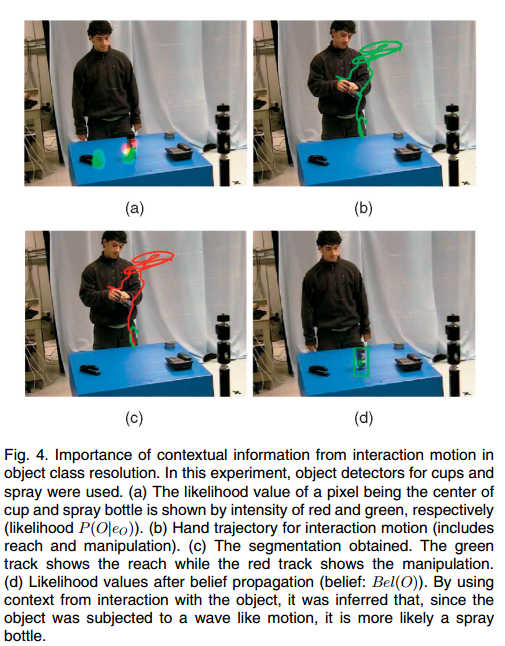 (a)
(b)
(c)
(d)
Fig. 4. Importance of contextual information from interaction motion in
object class resolution. In this experiment, object detectors for cups and
spray were used. (a) The likelihood value of a pixel being the center of
cup and spray bottle is shown by intensity of red and green, respectively
(likelihood P(O|e_O)). (b) Hand trajectory for interaction motion (includes
reach and manipulation). (c) The segmentation obtained. The green
track shows the reach while the red track shows the manipulation.
(d) Likelihood values after belief propagation (belief: Bel(O)). By using
context from interaction with the object, it was inferred that, since the
object was subjected to a wave like motion, it is more likely a spray
bottle.